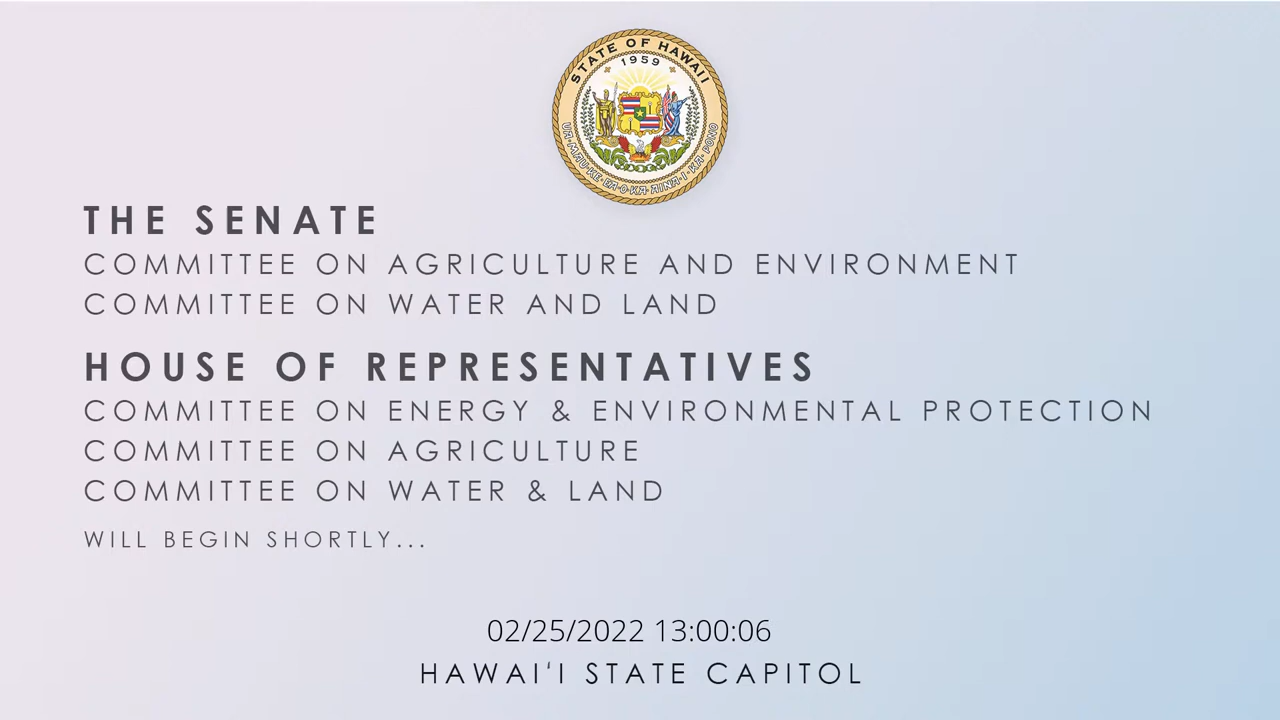 STATE OF HAWAII
1959
UA·MAU·KE·EA·O·KA·AINA·I·KA·PONO
THE SENATE
COMMITTEE ON AGRICULTURE AND ENVIRONMENT
COMMITTEE ON WATER AND LAND
HOUSE OF REPRESENTATIVES
COMMITTEE ON ENERGY & ENVIRONMENTAL PROTECTION
COMMITTEE ON AGRICULTURE
COMMITTEE ON WATER & LAND
WILL BEGIN SHORTLY...
02/25/2022 13:00:06
HAWAIʻI STATE CAPITOL